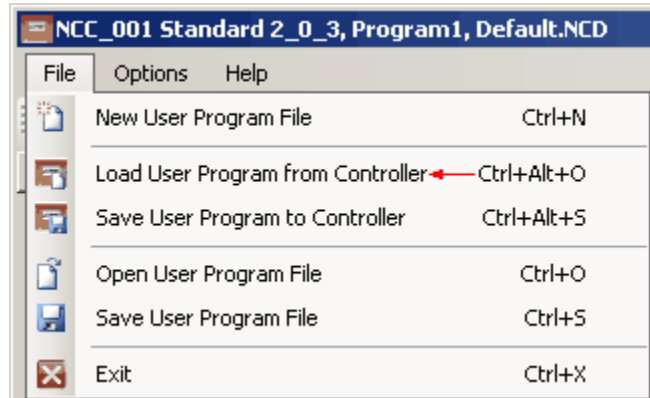 NCC_001 Standard 2_0_3, Program1, Default.NCD
File Options Help
New User Program File Ctrl+N
Load User Program from Controller Ctrl+Alt+O
Save User Program to Controller Ctrl+Alt+S
Open User Program File Ctrl+O
Save User Program File Ctrl+S
Exit Ctrl+X